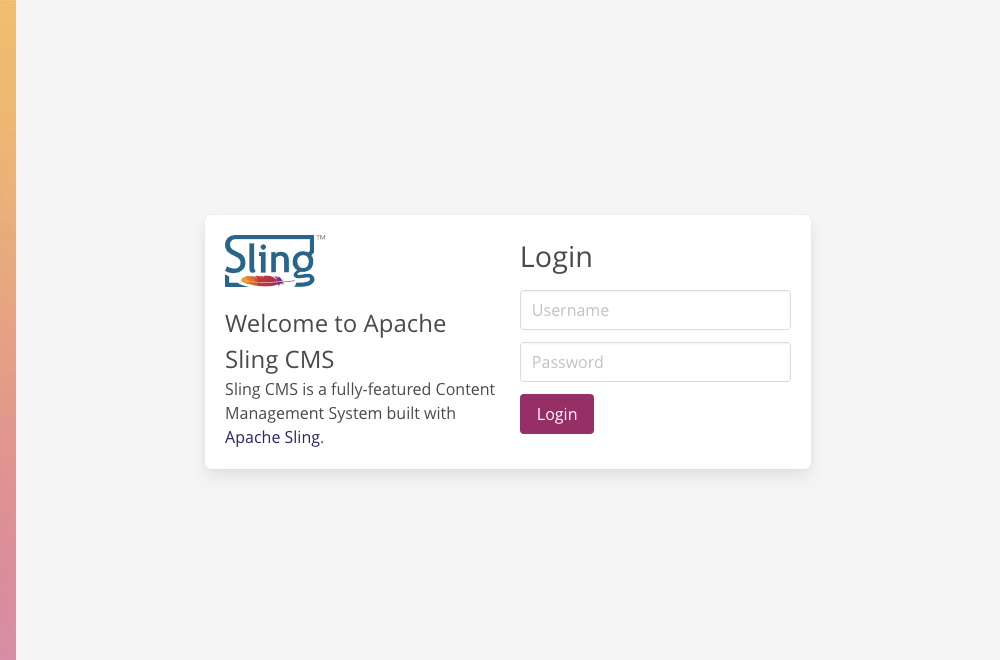 Sling™
Welcome to Apache
Sling CMS
Sling CMS is a fully-featured Content
Management System built with
Apache Sling.
Login
Username
Password
Login